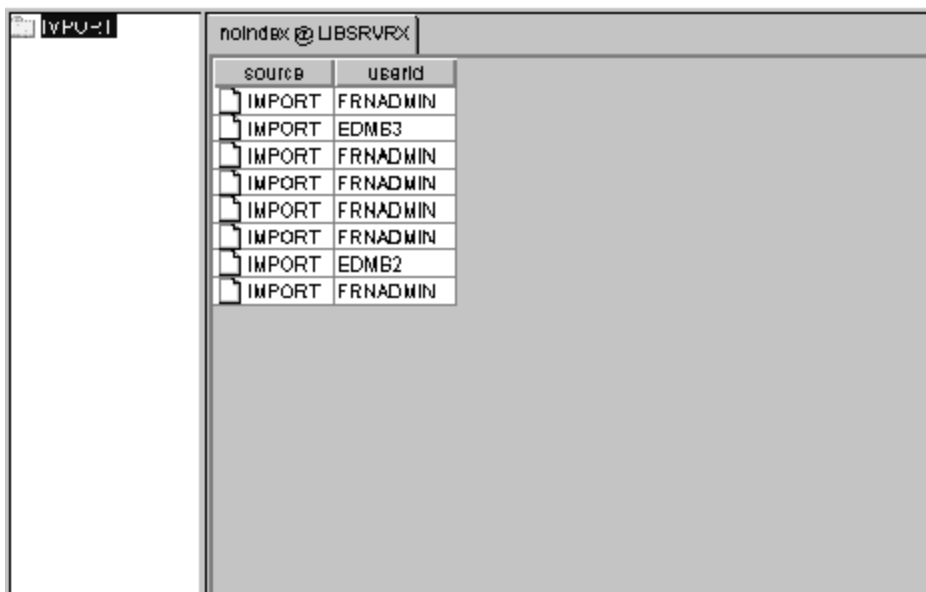 IMPORT
noindex @ LIBSRVRX
source userid
IMPORT FRNADMIN
IMPORT EDMB3
IMPORT FRNADMIN
IMPORT FRNADMIN
IMPORT FRNADMIN
IMPORT FRNADMIN
IMPORT EDMB2
IMPORT FRNADMIN